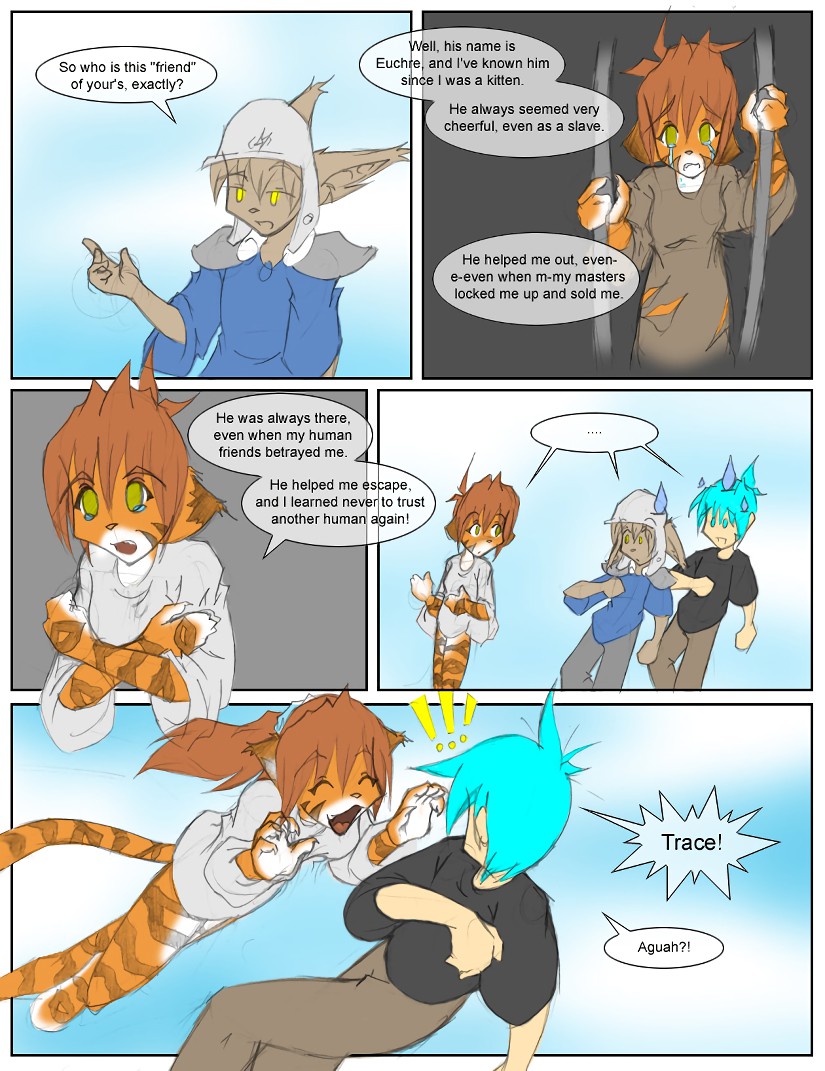 So who is this "friend"
of your's, exactly?
Well, his name is
Euchre, and I've known him
since I was a kitten.
He always seemed very
cheerful, even as a slave.
He helped me out, even-
e-even when m-my masters
locked me up and sold me.
He was always there,
even when my human
friends betrayed me.
He helped me escape,
and I learned never to trust
another human again!
....
!!!
Trace!
Aguah?!